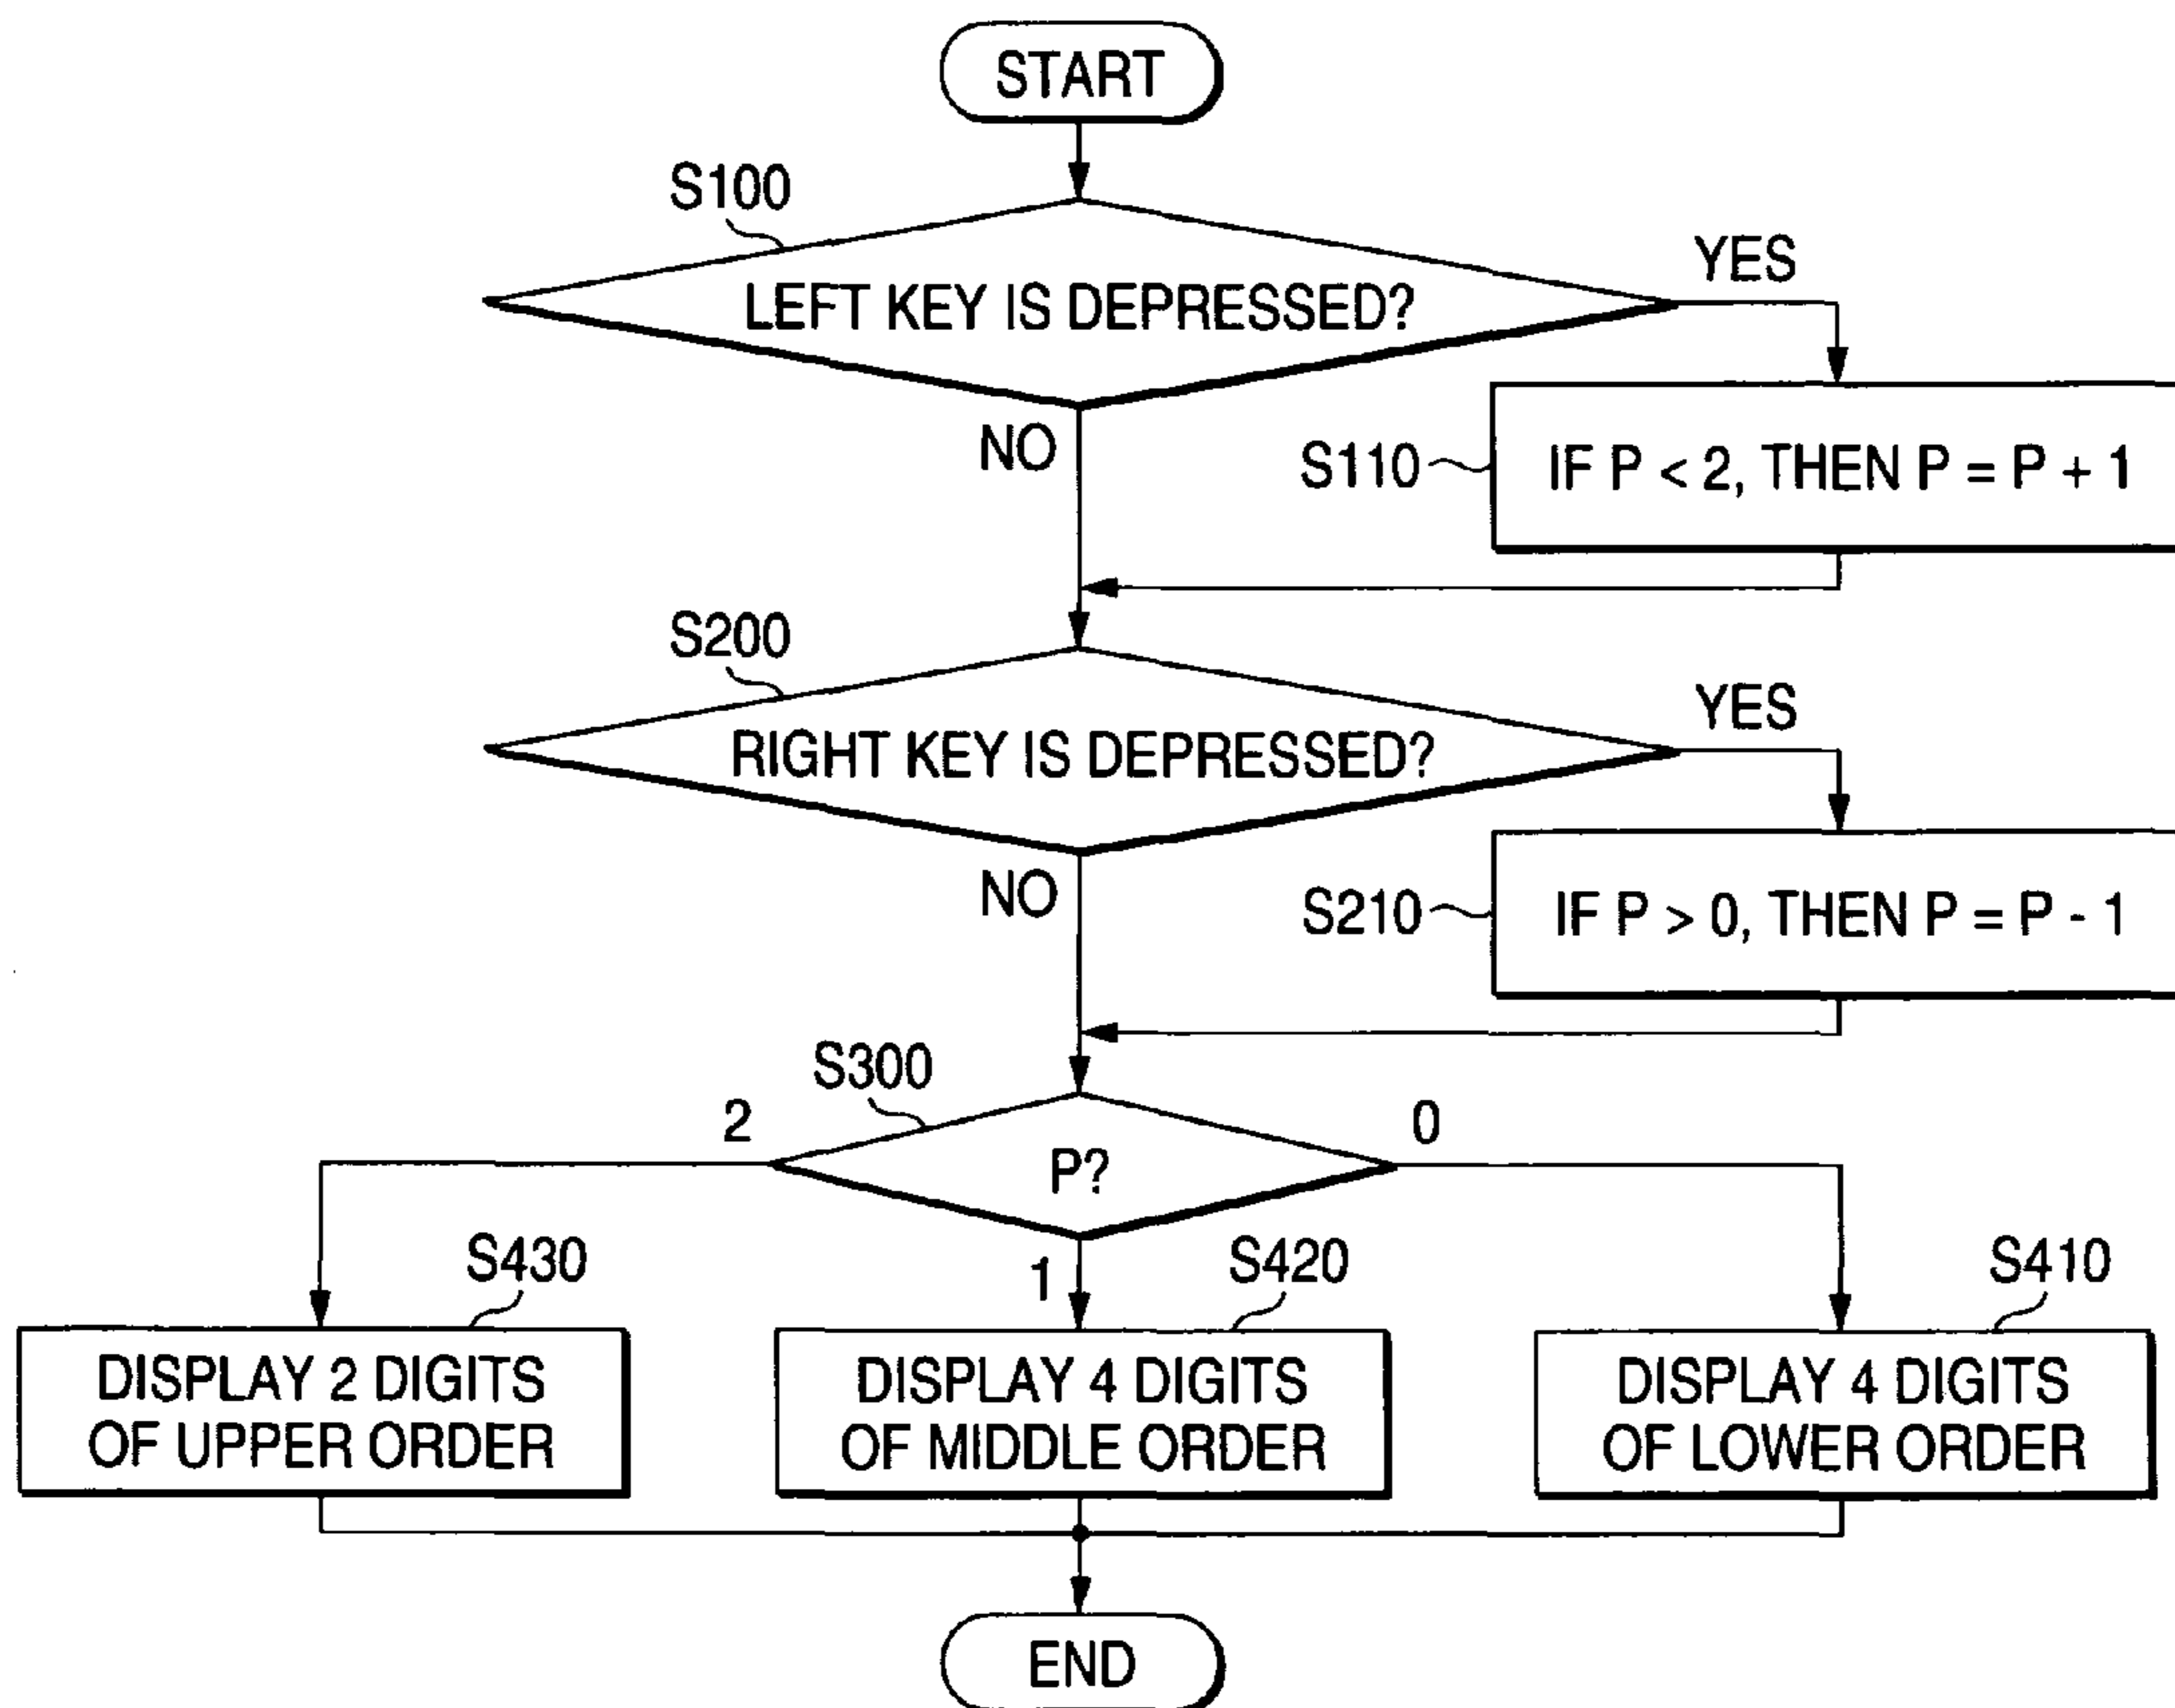 START
S100
LEFT KEY IS DEPRESSED?
YES
NO
S110
IF P < 2, THEN P = P + 1
S200
RIGHT KEY IS DEPRESSED?
YES
NO
S210
IF P > 0, THEN P = P - 1
S300
2
P?
0
1
S430
DISPLAY 2 DIGITS
OF UPPER ORDER
S420
DISPLAY 4 DIGITS
OF MIDDLE ORDER
S410
DISPLAY 4 DIGITS
OF LOWER ORDER
END